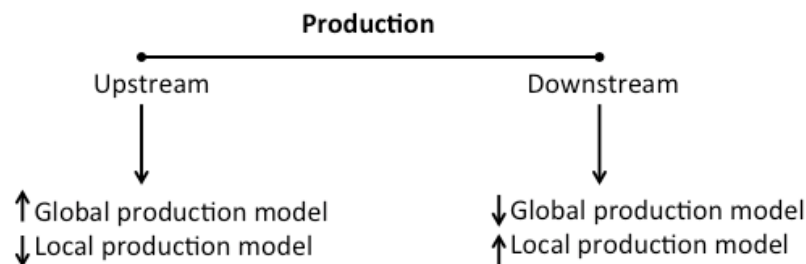 Production
Upstream
Downstream
↑ Global production model
↓ Local production model
↓ Global production model
↑ Local production model